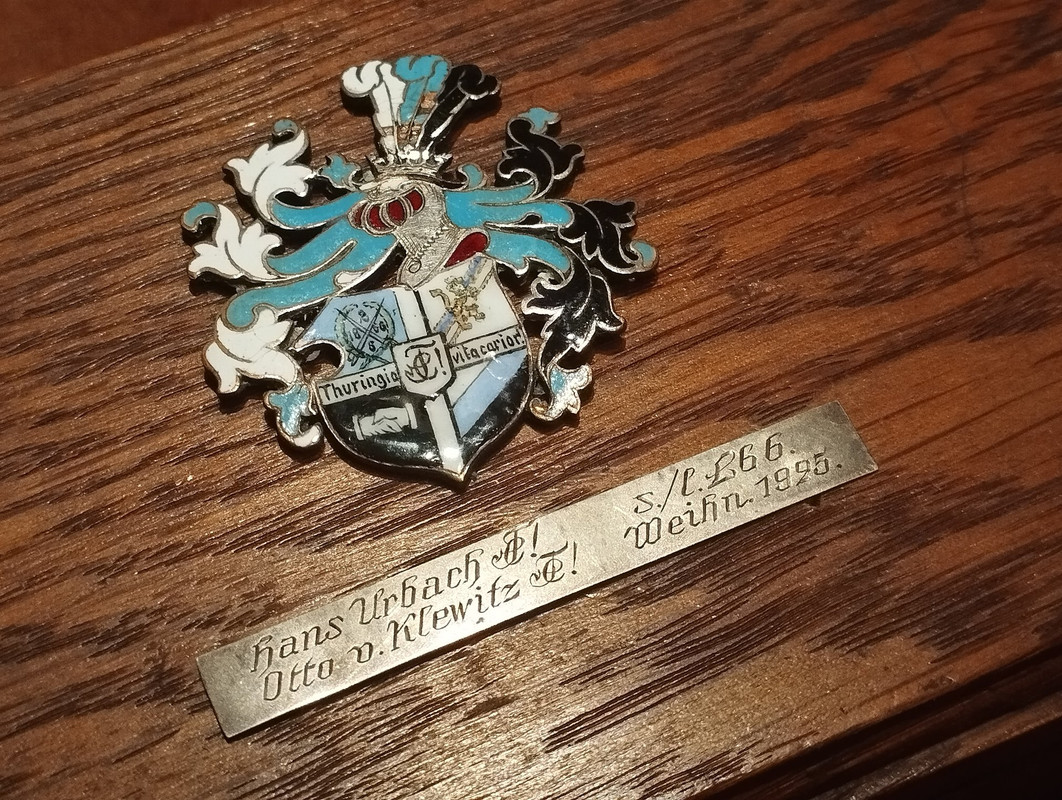 Thuringia
vita carior.
Hans Urbach
Otto v. Klewitz
s./l. Lbb.
Weihn. 1925.